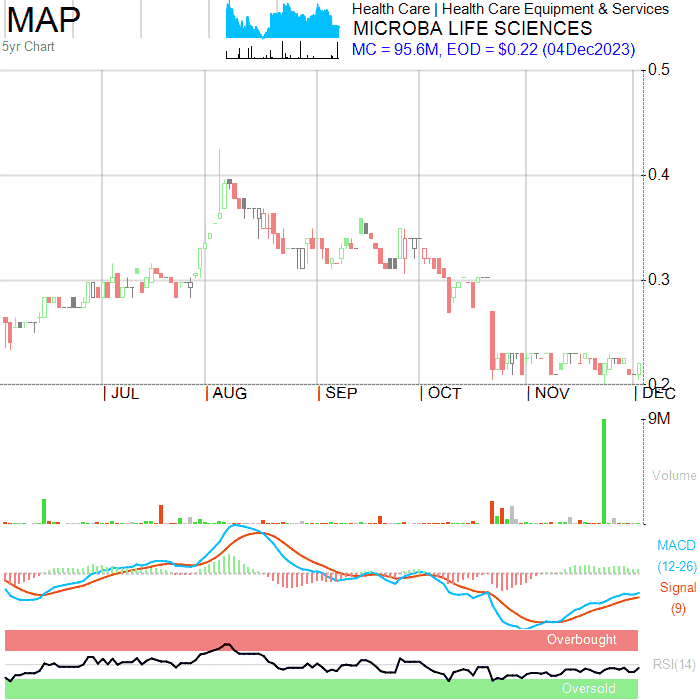 MAP
5yr Chart
Health Care | Health Care Equipment & Services
MICROBA LIFE SCIENCES
MC = 95.6M, EOD = $0.22 (04Dec2023)
0.5
0.4
0.3
0.2
JUL
AUG
SEP
OCT
NOV
DEC
9M
Volume
MACD
(12-26)
Signal
(9)
Overbought
RSI(14)
Oversold